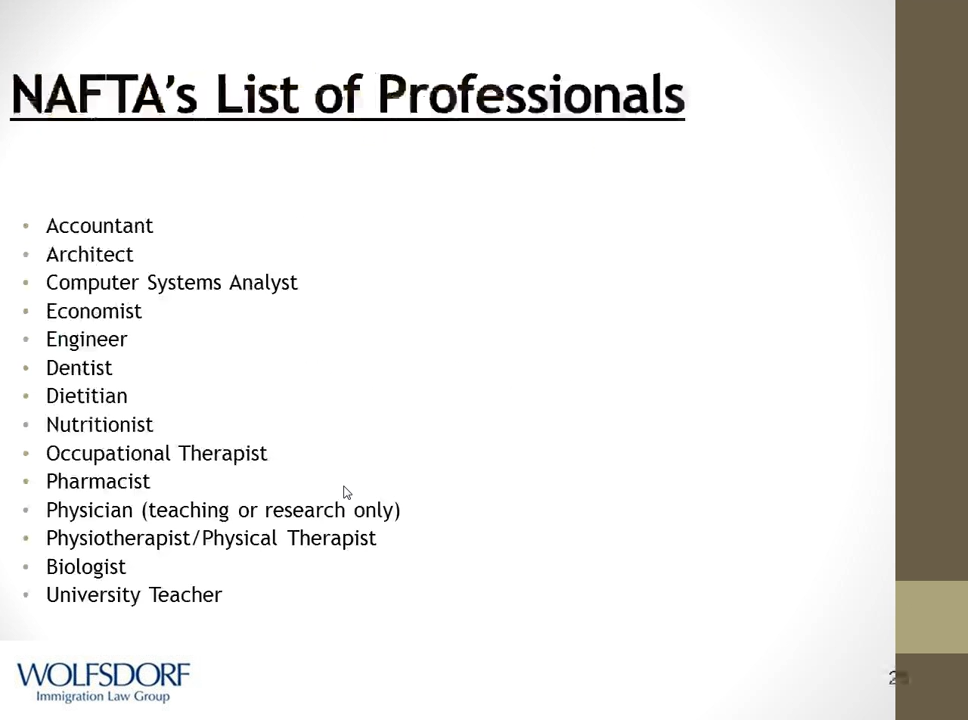 NAFTA's List of Professionals
• Accountant
• Architect
• Computer Systems Analyst
• Economist
• Engineer
• Dentist
• Dietitian
• Nutritionist
• Occupational Therapist
• Pharmacist
• Physician (teaching or research only)
• Physiotherapist/Physical Therapist
• Biologist
• University Teacher
WOLFSDORF
Immigration Law Group